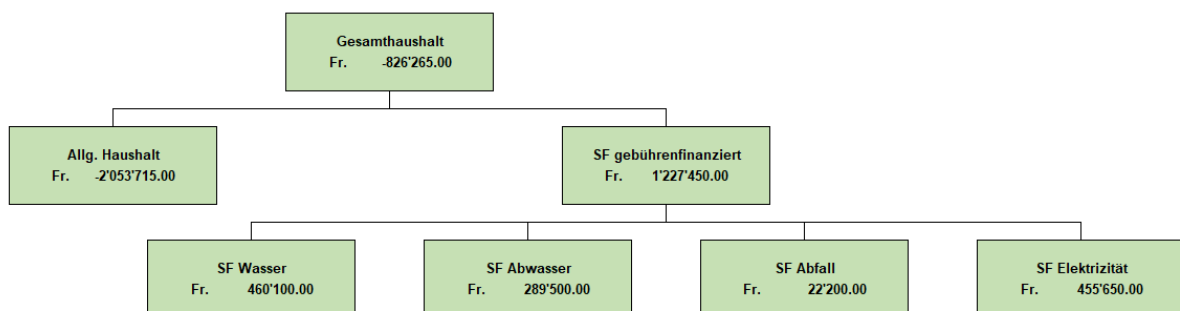 Gesamthaushalt
Fr. -826'265.00
Allg. Haushalt
Fr. -2'053'715.00
SF gebührenfinanziert
Fr. 1'227'450.00
SF Wasser
Fr. 460'100.00
SF Abwasser
Fr. 289'500.00
SF Abfall
Fr. 22'200.00
SF Elektrizität
Fr. 455'650.00